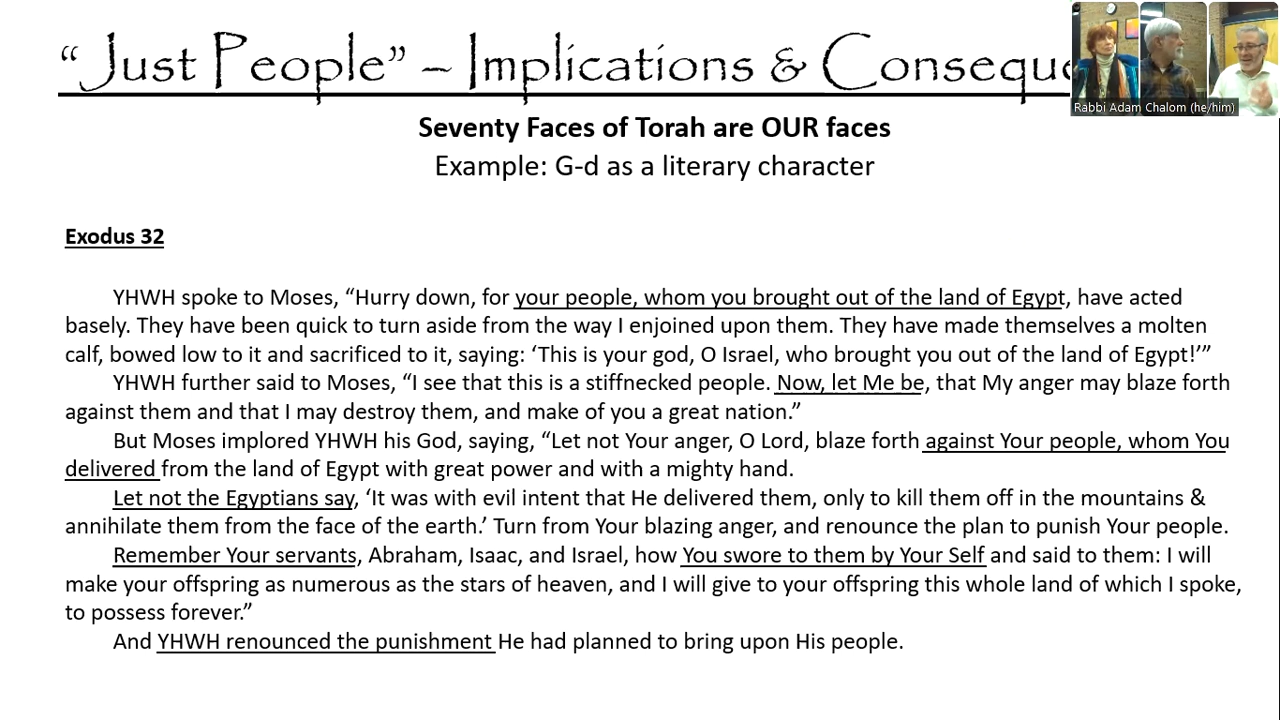 “Just People” – Implications & Conseque
Rabbi Adam Chalom (he/him)
Seventy Faces of Torah are OUR faces
Example: G-d as a literary character
Exodus 32
YHWH spoke to Moses, “Hurry down, for your people, whom you brought out of the land of Egypt, have acted
basely. They have been quick to turn aside from the way I enjoined upon them. They have made themselves a molten
calf, bowed low to it and sacrificed to it, saying: ‘This is your god, O Israel, who brought you out of the land of Egypt!’”
YHWH further said to Moses, “I see that this is a stiffnecked people. Now, let Me be, that My anger may blaze forth
against them and that I may destroy them, and make of you a great nation.”
But Moses implored YHWH his God, saying, “Let not Your anger, O Lord, blaze forth against Your people, whom You
delivered from the land of Egypt with great power and with a mighty hand.
Let not the Egyptians say, ‘It was with evil intent that He delivered them, only to kill them off in the mountains &
annihilate them from the face of the earth.’ Turn from Your blazing anger, and renounce the plan to punish Your people.
Remember Your servants, Abraham, Isaac, and Israel, how You swore to them by Your Self and said to them: I will
make your offspring as numerous as the stars of heaven, and I will give to your offspring this whole land of which I spoke,
to possess forever.”
And YHWH renounced the punishment He had planned to bring upon His people.